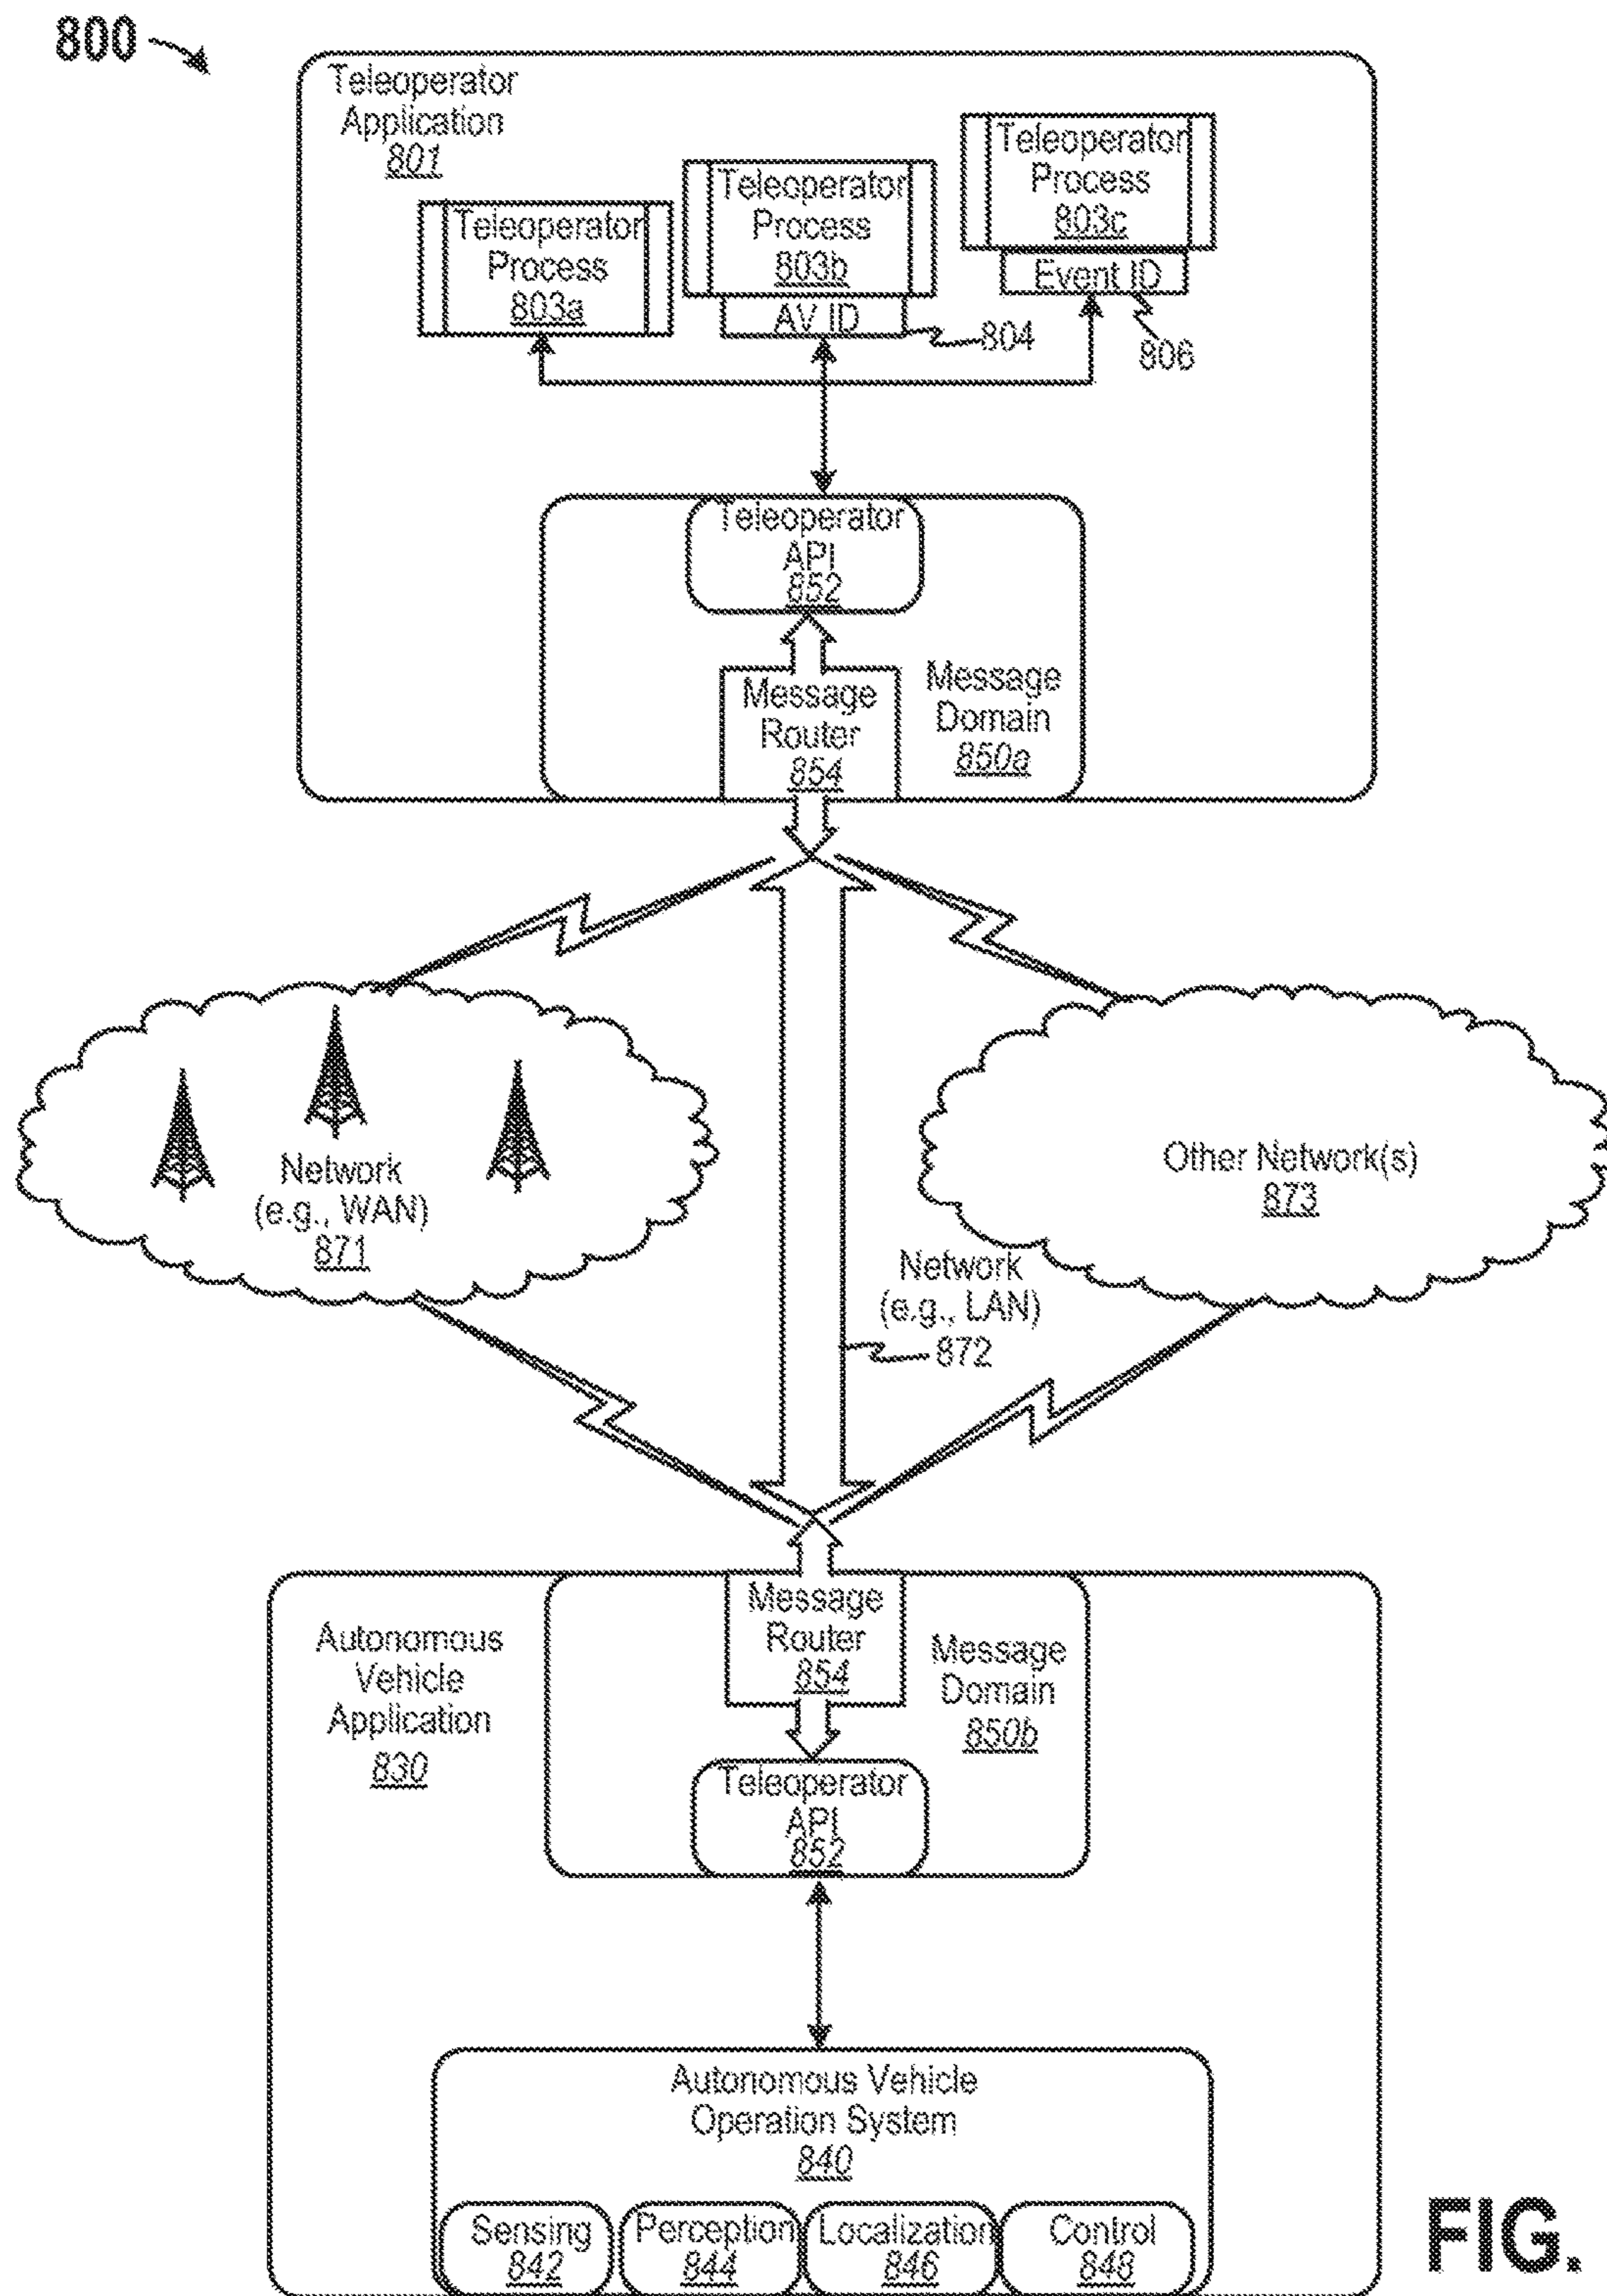 800
Teleoperator
Application
801
Teleoperator
Process
803a
Teleoperator
Process
803b
AV ID
804
Teleoperator
Process
803c
Event ID
806
Teleoperator
API
852
Message
Router
854
Message
Domain
850a
Network
(e.g., WAN)
871
Other Network(s)
873
Network
(e.g., LAN)
872
Autonomous
Vehicle
Application
830
Message
Router
854
Message
Domain
850b
Teleoperator
API
852
Autonomous Vehicle
Operation System
840
Sensing
842
Perception
844
Localization
846
Control
848
FIG.